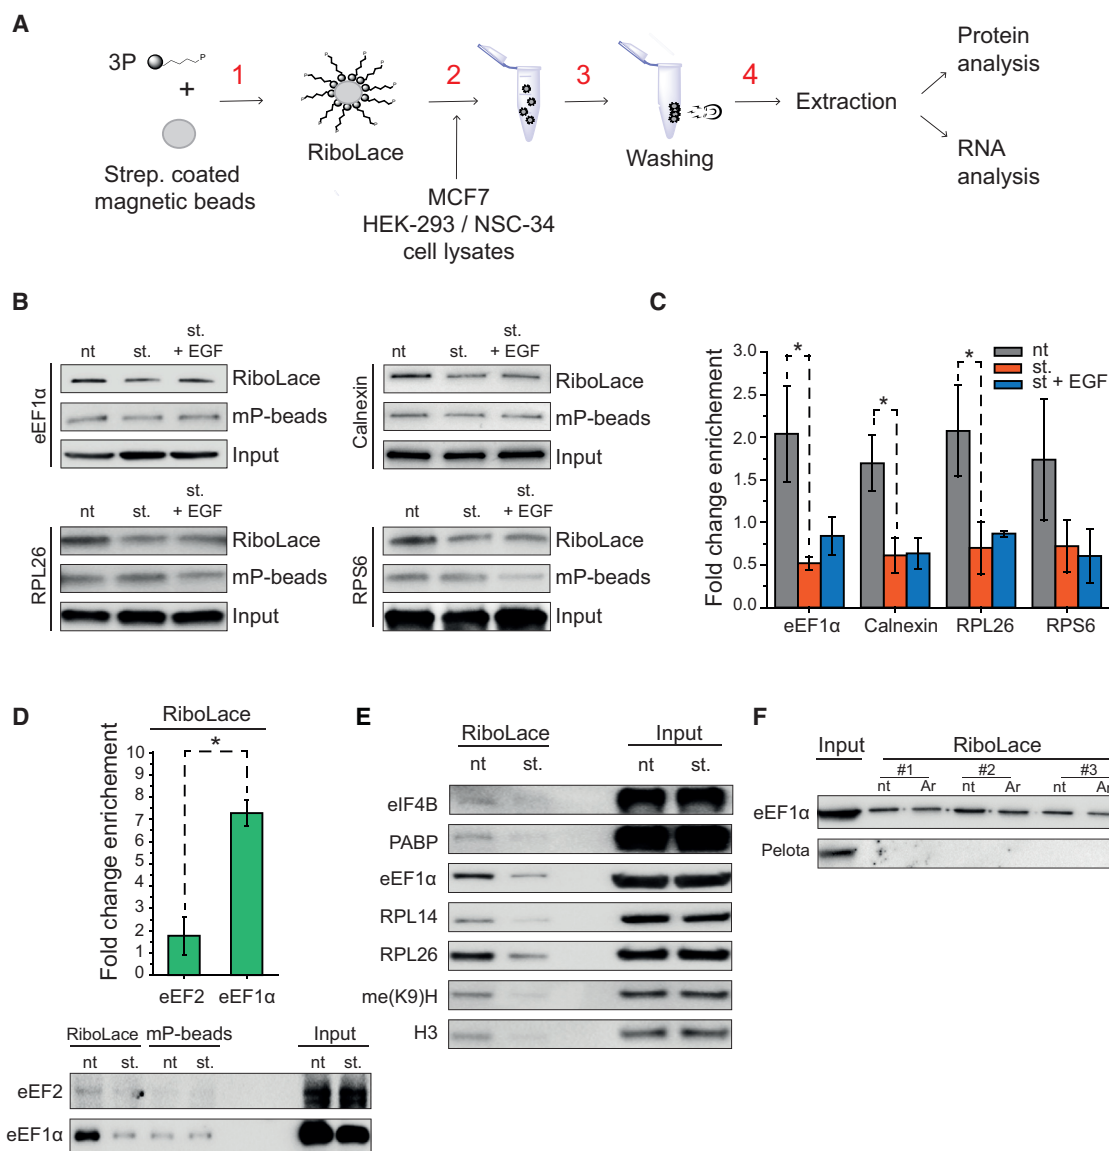 A
3P
P
+
1
2
3
4
Strep. coated
magnetic beads
RiboLace
MCF7
HEK-293 / NSC-34
cell lysates
Washing
Extraction
Protein
analysis
RNA
analysis
B
nt st. st. + EGF
eEF1α
RiboLace
mP-beads
Input
nt st. st. + EGF
Calnexin
RiboLace
mP-beads
Input
nt st. st. + EGF
RPL26
RiboLace
mP-beads
Input
nt st. st. + EGF
RPS6
RiboLace
mP-beads
Input
C
Fold change enrichement
3.0
2.5
2.0
1.5
1.0
0.5
0.0
* * *
nt
st.
st + EGF
eEF1α Calnexin RPL26 RPS6
D
RiboLace
*
Fold change enrichement
10
9
8
7
6
5
4
3
2
1
0
eEF2 eEF1α
RiboLace mP-beads Input
nt st. nt st. nt st.
eEF2
eEF1α
E
RiboLace Input
nt st. nt st.
eIF4B
PABP
eEF1α
RPL14
RPL26
me(K9)H
H3
F
Input RiboLace
#1 #2 #3
nt Ar nt Ar nt Ar
eEF1α
Pelota